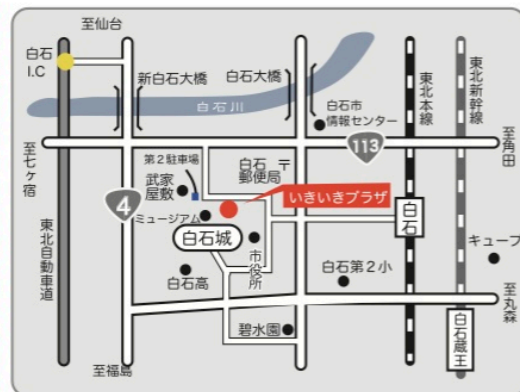 至仙台
白石
I.C
新白石大橋
白石大橋
白石川
白石市
情報センター
東北本線
東北新幹線
至七ヶ宿
113
至角田
第2駐車場
武家
屋敷
白石
郵便局
〒
いきいきプラザ
4
ミュージアム
白石城
市役所
白石
キューブ
東北自動車道
白石高
白石第2小
至丸森
碧水園
白石蔵王
至福島